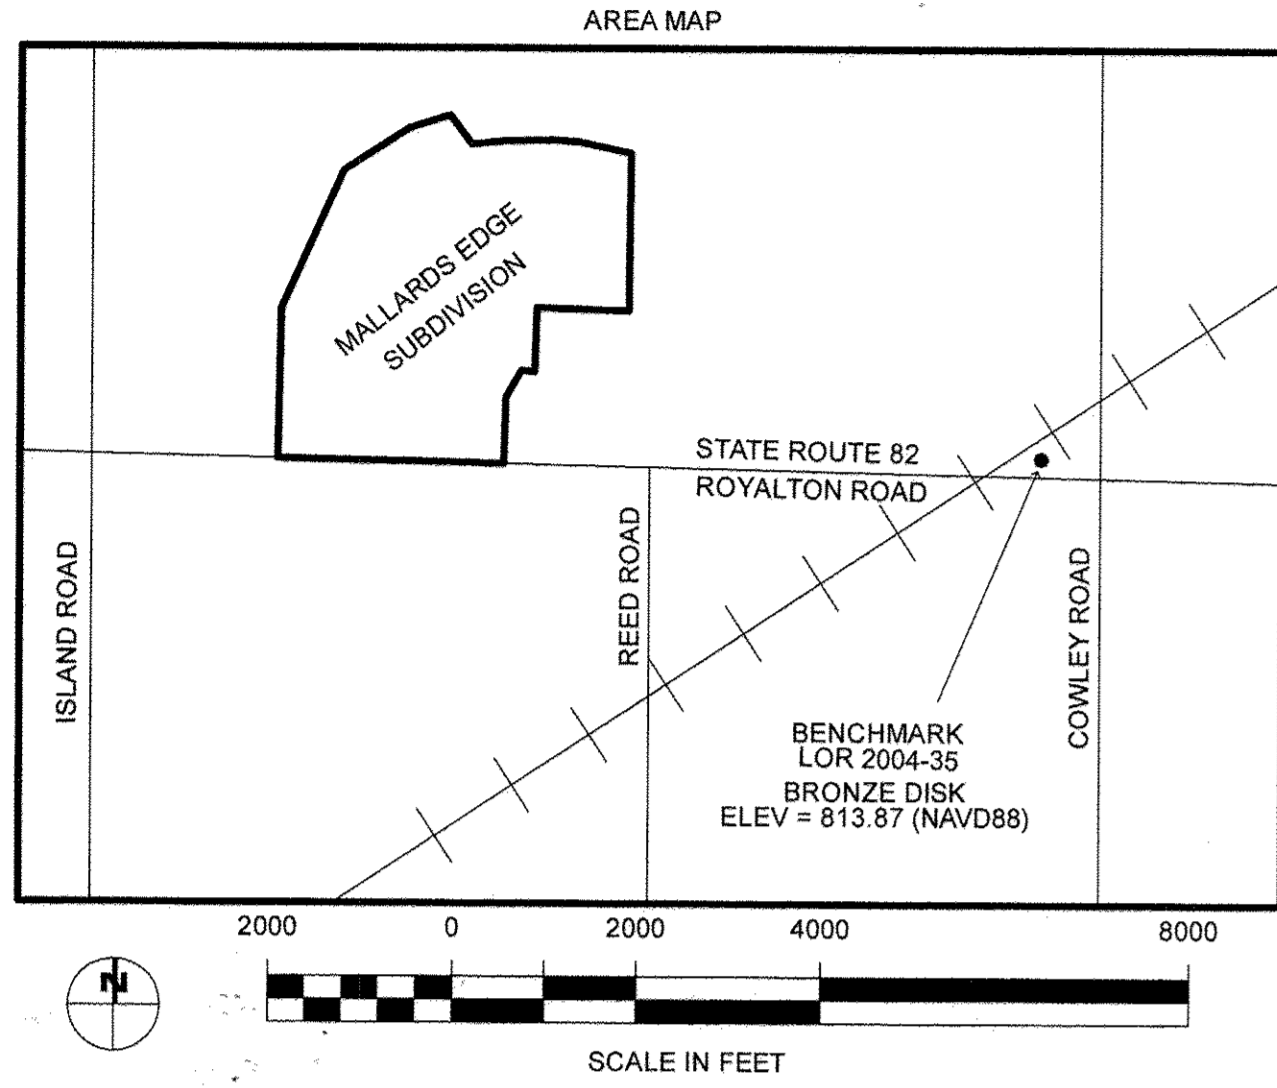 AREA MAP
MALLARDS EDGE
SUBDIVISION
STATE ROUTE 82
ROYALTON ROAD
ISLAND ROAD
REED ROAD
COWLEY ROAD
BENCHMARK
LOR 2004-35
BRONZE DISK
ELEV = 813.87 (NAVD88)
2000 0 2000 4000 8000
N
SCALE IN FEET